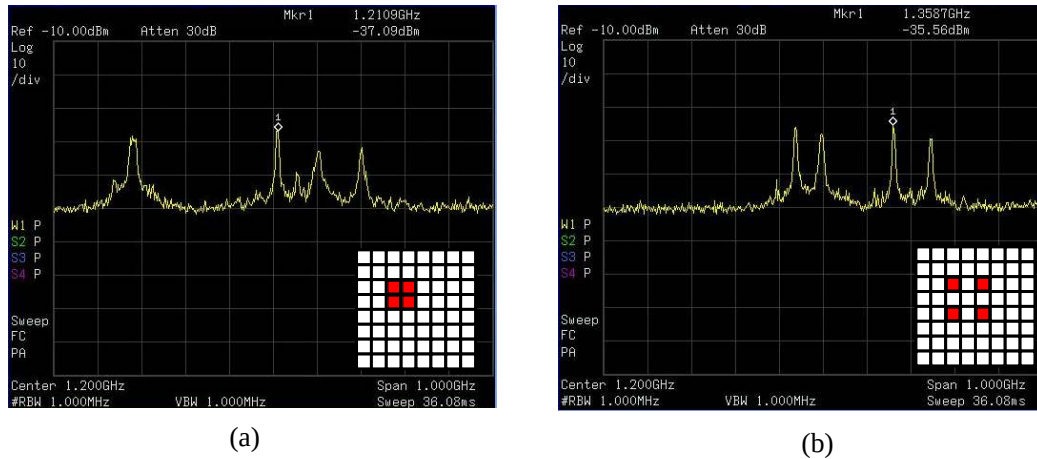 Mkr1 1.2109GHz
Ref -10.00dBm Atten 30dB -37.09dBm
Log
10
/div
1
W1 P
S2 P
S3 P
S4 P
Sweep
FC
PA
Center 1.200GHz Span 1.000GHz
#RBW 1.000MHz VBW 1.000MHz Sweep 36.08ms
(a)
Mkr1 1.3587GHz
Ref -10.00dBm Atten 30dB -35.56dBm
Log
10
/div
1
W1 P
S2 P
S3 P
S4 P
Sweep
FC
PA
Center 1.200GHz Span 1.000GHz
#RBW 1.000MHz VBW 1.000MHz Sweep 36.08ms
(b)